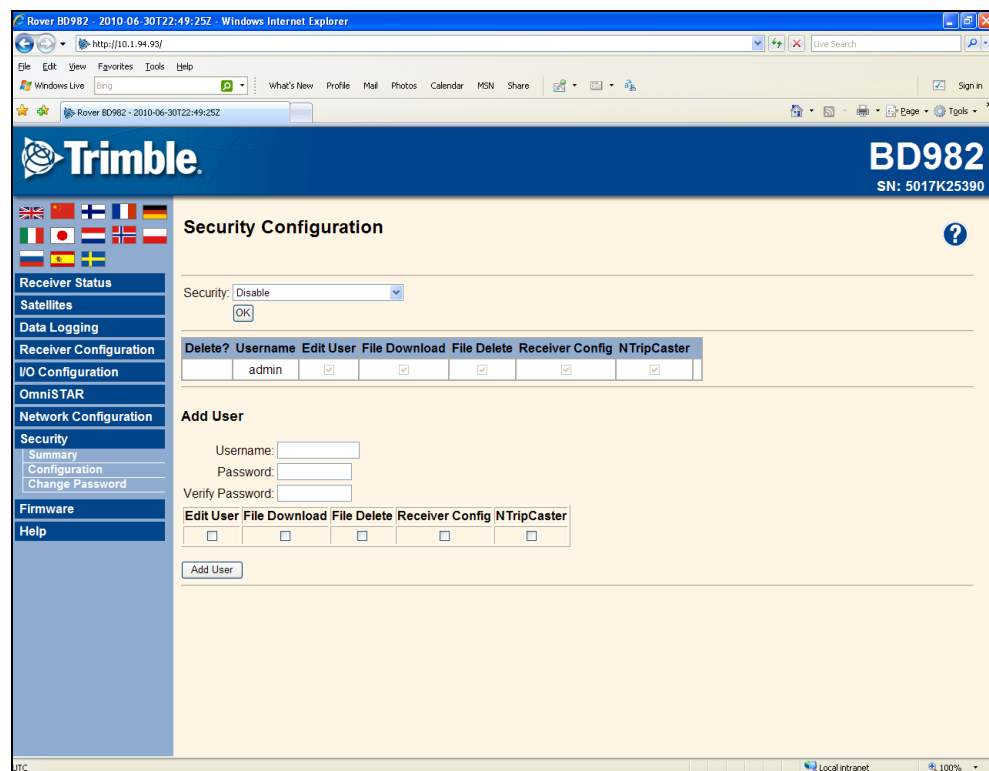 Rover BD982 - 2010-06-30T22:49:25Z - Windows Internet Explorer
http://10.1.94.93/
Live Search
File Edit View Favorites Tools Help
Windows Live Bing What's New Profile Mail Photos Calendar MSN Share Sign in
Rover BD982 - 2010-06-30T22:49:25Z Page Tools
Trimble. BD982
SN: 5017K25390
Security Configuration
Receiver Status
Satellites
Data Logging
Receiver Configuration
I/O Configuration
OmniSTAR
Network Configuration
Security
Summary
Configuration
Change Password
Firmware
Help
Security: Disable
OK
Delete? Username Edit User File Download File Delete Receiver Config NTripCaster
admin
Add User
Username:
Password:
Verify Password:
Edit User File Download File Delete Receiver Config NTripCaster
Add User
UTC Local intranet 100%